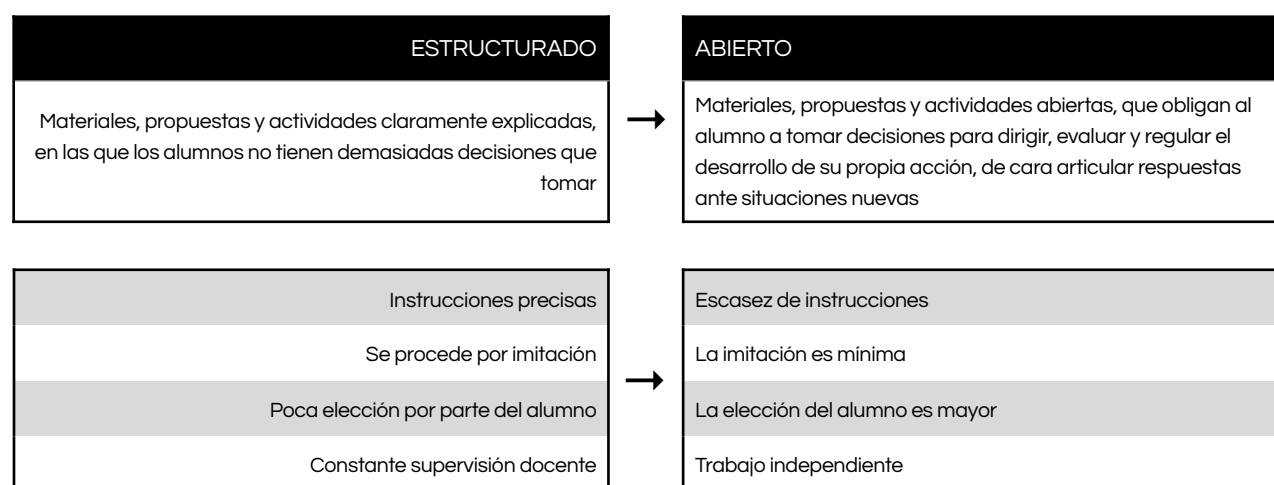 ESTRUCTURADO
Materiales, propuestas y actividades claramente explicadas,
en las que los alumnos no tienen demasiadas decisiones que
tomar
ABIERTO
Materiales, propuestas y actividades abiertas, que obligan al
alumno a tomar decisiones para dirigir, evaluar y regular el
desarrollo de su propia acción, de cara articular respuestas
ante situaciones nuevas
Instrucciones precisas
Escasez de instrucciones
Se procede por imitación
La imitación es mínima
Poca elección por parte del alumno
La elección del alumno es mayor
Constante supervisión docente
Trabajo independiente